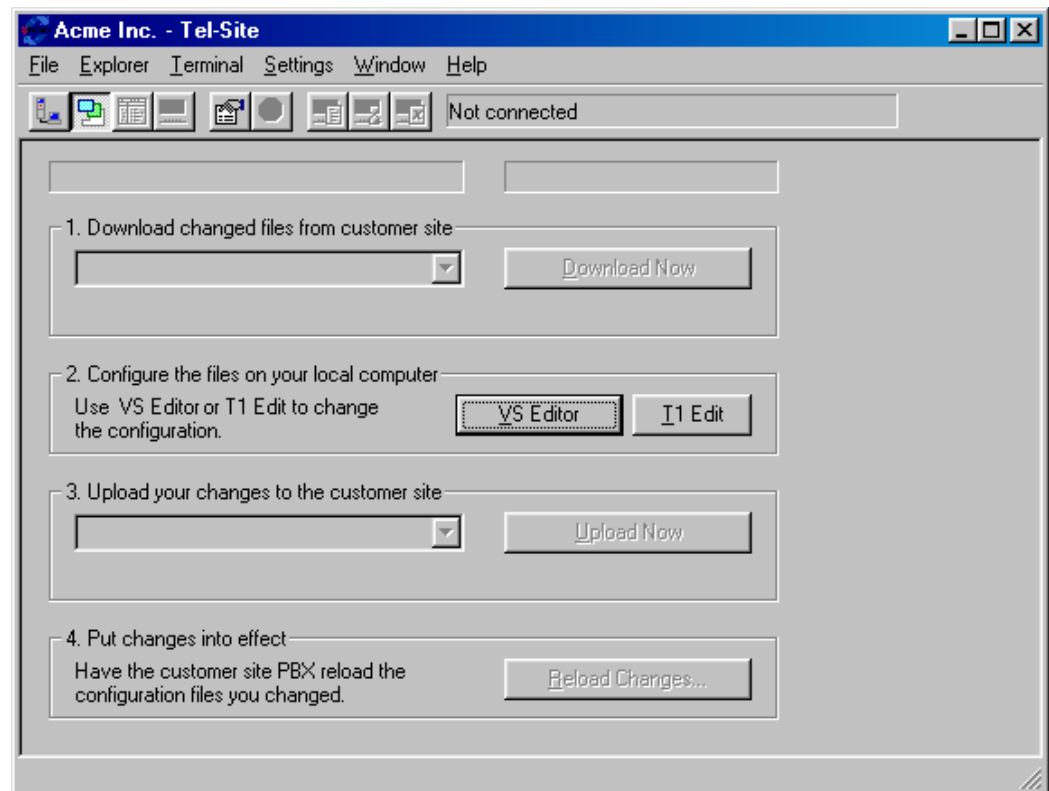 Acme Inc. - Tel-Site
File Explorer Terminal Settings Window Help
Not connected
1. Download changed files from customer site
Download Now
2. Configure the files on your local computer
Use VS Editor or T1 Edit to change
the configuration.
VS Editor
T1 Edit
3. Upload your changes to the customer site
Upload Now
4. Put changes into effect
Have the customer site PBX reload the
configuration files you changed.
Reload Changes...